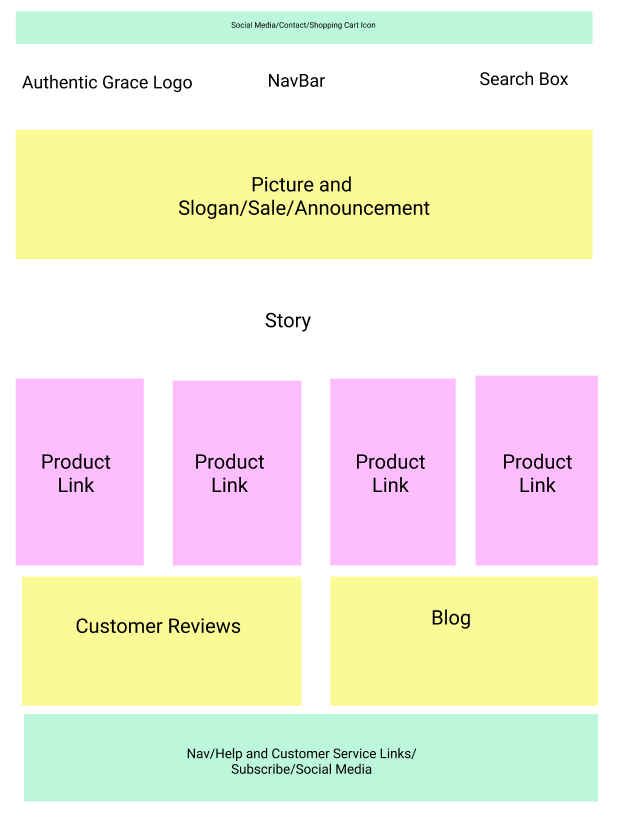 Social Media/Contact/Shopping Cart Icon
Authentic Grace Logo
NavBar
Search Box
Picture and
Slogan/Sale/Announcement
Story
Product
Link
Product
Link
Product
Link
Product
Link
Customer Reviews
Blog
Nav/Help and Customer Service Links/
Subscribe/Social Media